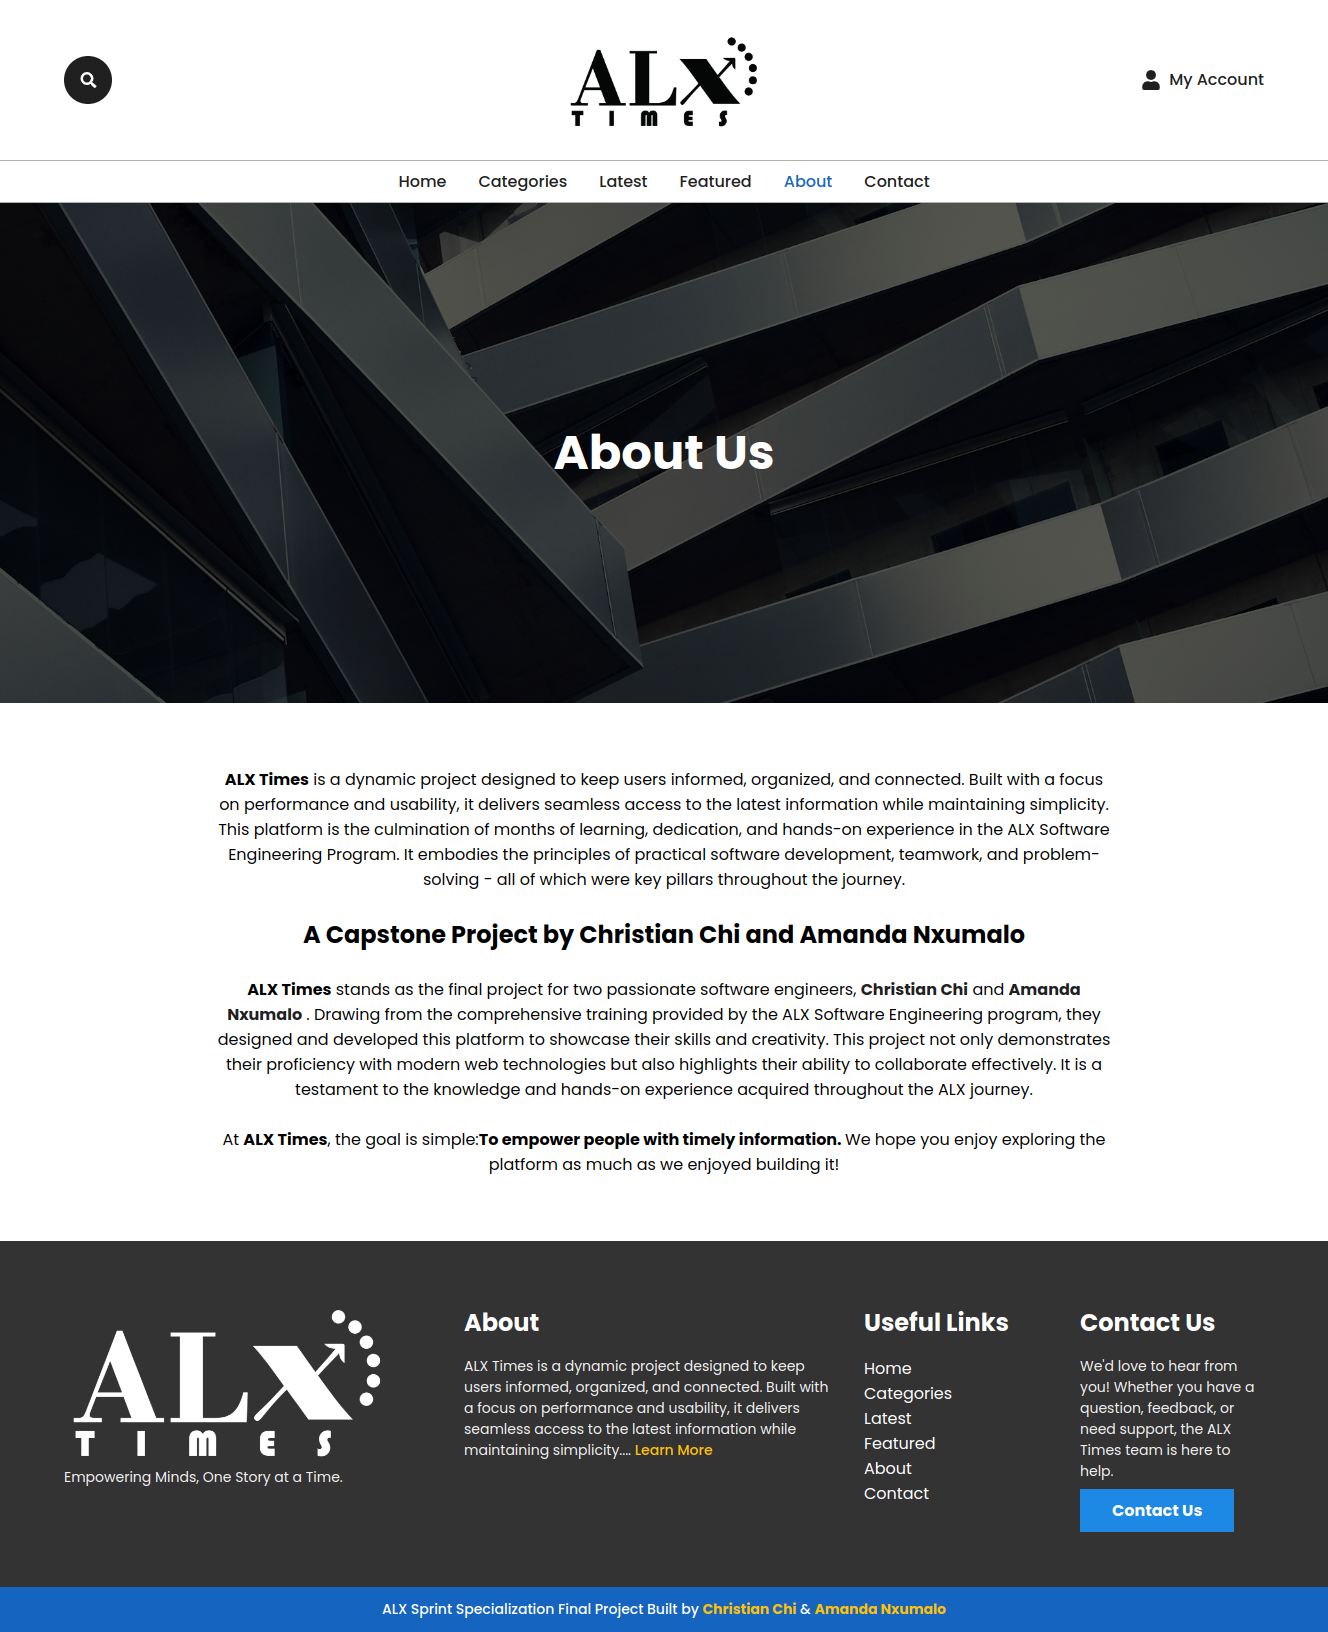 ALX
TIMES
My Account
Home Categories Latest Featured About Contact
About Us
ALX Times is a dynamic project designed to keep users informed, organized, and connected. Built with a focus
on performance and usability, it delivers seamless access to the latest information while maintaining simplicity.
This platform is the culmination of months of learning, dedication, and hands-on experience in the ALX Software
Engineering Program. It embodies the principles of practical software development, teamwork, and problem-
solving - all of which were key pillars throughout the journey.
A Capstone Project by Christian Chi and Amanda Nxumalo
ALX Times stands as the final project for two passionate software engineers, Christian Chi and Amanda
Nxumalo . Drawing from the comprehensive training provided by the ALX Software Engineering program, they
designed and developed this platform to showcase their skills and creativity. This project not only demonstrates
their proficiency with modern web technologies but also highlights their ability to collaborate effectively. It is a
testament to the knowledge and hands-on experience acquired throughout the ALX journey.
At ALX Times, the goal is simple:To empower people with timely information. We hope you enjoy exploring the
platform as much as we enjoyed building it!
ALX
TIMES
Empowering Minds, One Story at a Time.
About
ALX Times is a dynamic project designed to keep
users informed, organized, and connected. Built with
a focus on performance and usability, it delivers
seamless access to the latest information while
maintaining simplicity.... Learn More
Useful Links
Home
Categories
Latest
Featured
About
Contact
Contact Us
We'd love to hear from
you! Whether you have a
question, feedback, or
need support, the ALX
Times team is here to
help.
Contact Us
ALX Sprint Specialization Final Project Built by Christian Chi & Amanda Nxumalo